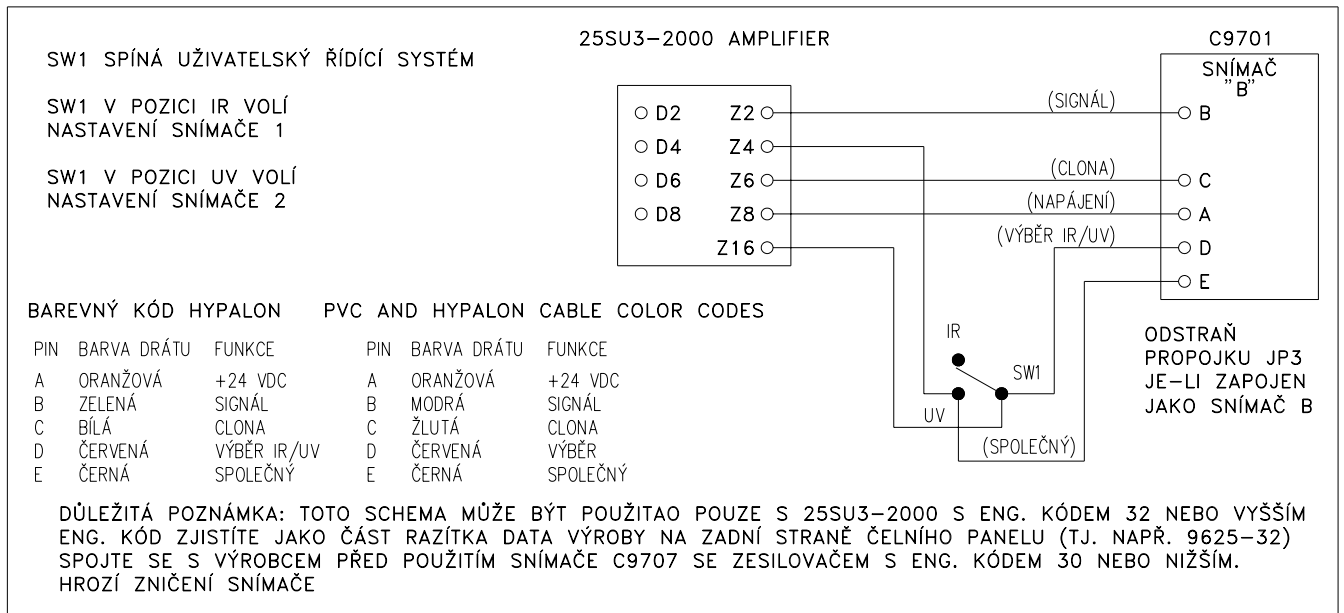 SW1 SPÍNÁ UŽIVATELSKÝ ŘÍDÍCÍ SYSTÉM
SW1 V POZICI IR VOLÍ
NASTAVENÍ SNÍMAČE 1
SW1 V POZICI UV VOLÍ
NASTAVENÍ SNÍMAČE 2
25SU3-2000 AMPLIFIER
D2 Z2
D4 Z4
D6 Z6
D8 Z8
Z16
(SIGNÁL)
(CLONA)
(NAPÁJENÍ)
(VÝBĚR IR/UV)
C9701
SNÍMAČ
"B"
B
C
A
D
E
IR
SW1
UV
(SPOLEČNÝ)
ODSTRAŇ
PROPOJKU JP3
JE-LI ZAPOJEN
JAKO SNÍMAČ B
BAREVNÝ KÓD HYPALON
PIN BARVA DRÁTU FUNKCE
A ORANŽOVÁ +24 VDC
B ZELENÁ SIGNÁL
C BÍLÁ CLONA
D ČERVENÁ VÝBĚR IR/UV
E ČERNÁ SPOLEČNÝ
PVC AND HYPALON CABLE COLOR CODES
PIN BARVA DRÁTU FUNKCE
A ORANŽOVÁ +24 VDC
B MODRÁ SIGNÁL
C ŽLUTÁ CLONA
D ČERVENÁ VÝBĚR
E ČERNÁ SPOLEČNÝ
DŮLEŽITÁ POZNÁMKA: TOTO SCHEMA MŮŽE BÝT POUŽITAO POUZE S 25SU3-2000 S ENG. KÓDEM 32 NEBO VYŠŠÍM
ENG. KÓD ZJISTÍTE JAKO ČÁST RAZÍTKA DATA VÝROBY NA ZADNÍ STRANĚ ČELNÍHO PANELU (TJ. NAPŘ. 9625-32)
SPOJTE SE S VÝROBCEM PŘED POUŽITÍM SNÍMAČE C9707 SE ZESILOVAČEM S ENG. KÓDEM 30 NEBO NIŽŠÍM.
HROZÍ ZNIČENÍ SNÍMAČE